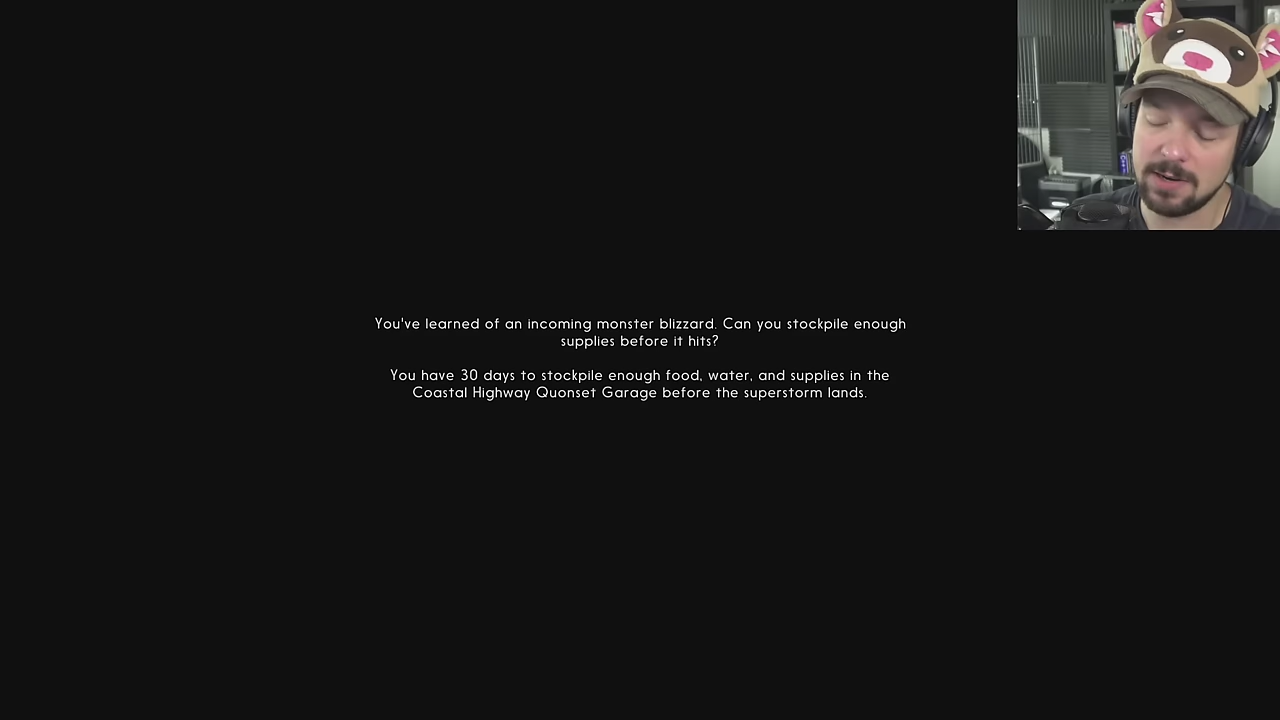 You've learned of an incoming monster blizzard. Can you stockpile enough
supplies before it hits?
You have 30 days to stockpile enough food, water, and supplies in the
Coastal Highway Quonset Garage before the superstorm lands.